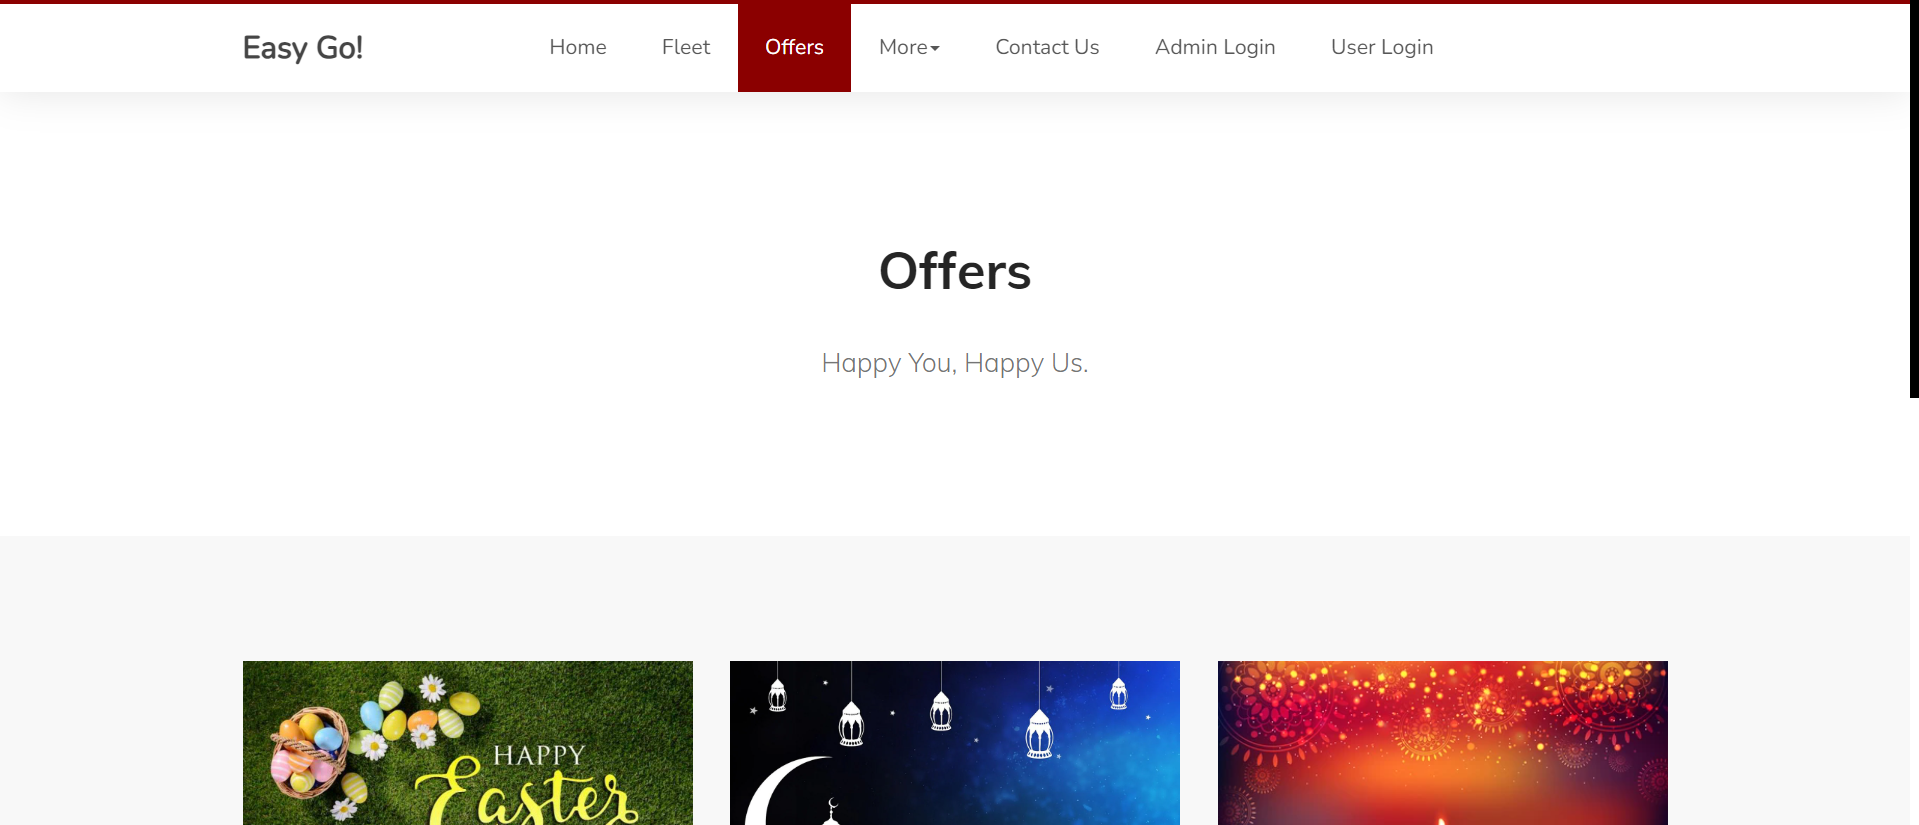 Easy Go!
Home Fleet Offers More Contact Us Admin Login User Login
Offers
Happy You, Happy Us.
HAPPY
Easter